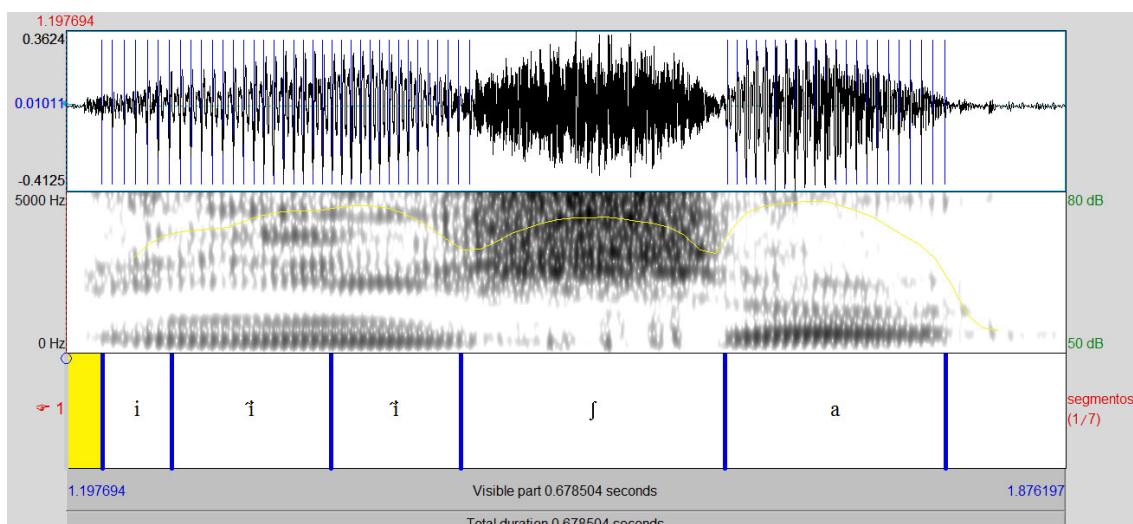 1.197694
0.3624
0.01011
-0.4125
5000 Hz 80 dB
0 Hz 50 dB
1 i ĩ ĩ ʃ a segmentos
(1/7)
1.197694 Visible part 0.678504 seconds 1.876197
Total duration 0.678504 seconds